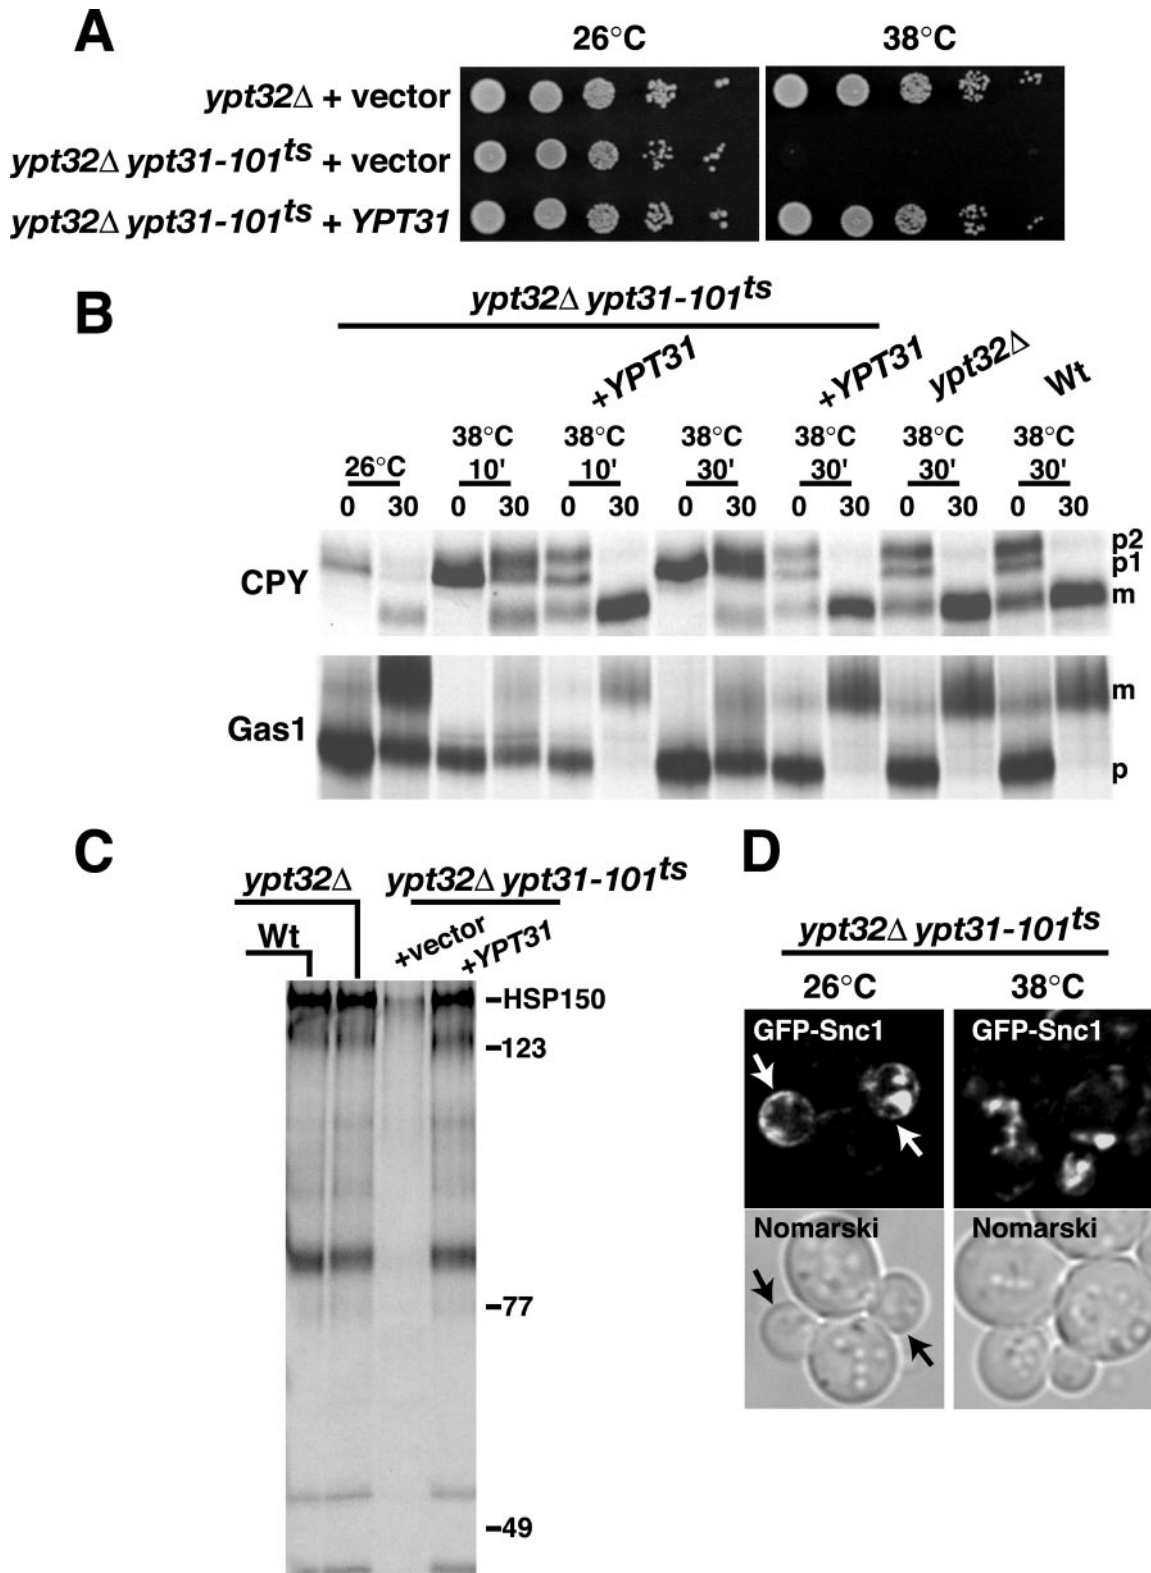 A
26°C 38°C
ypt32Δ + vector
ypt32Δ ypt31-101ts + vector
ypt32Δ ypt31-101ts + YPT31
B
ypt32Δ ypt31-101ts
+YPT31 +YPT31 ypt32Δ Wt
38°C 38°C 38°C 38°C 38°C 38°C
26°C 10' 10' 30' 30' 30' 30'
0 30 0 30 0 30 0 30 0 30 0 30 0 30
CPY
p2
p1
m
Gas1
m
p
C
ypt32Δ ypt32Δ ypt31-101ts
Wt +vector +YPT31
HSP150
123
77
49
D
ypt32Δ ypt31-101ts
26°C 38°C
GFP-Snc1 GFP-Snc1
Nomarski Nomarski